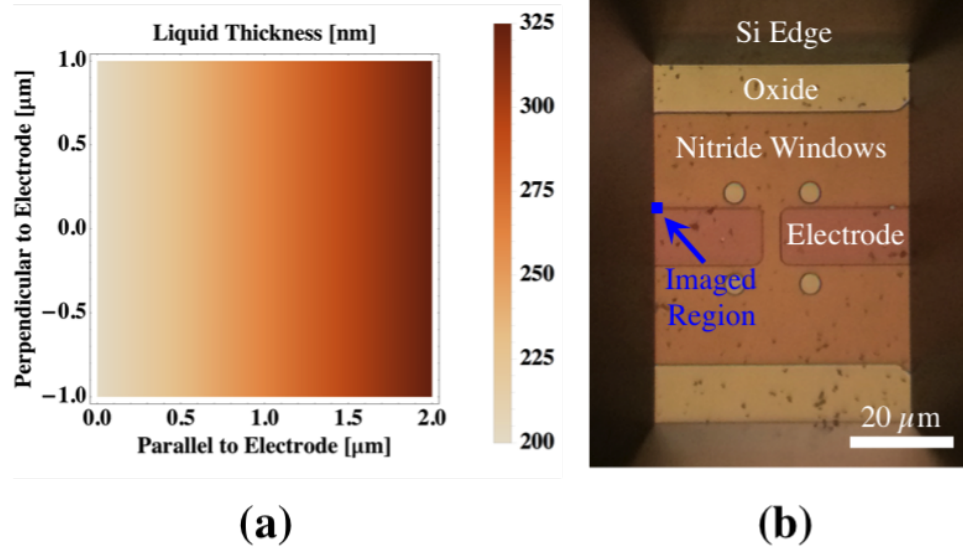 Liquid Thickness [nm]
Perpendicular to Electrode [μm]
1.0
0.5
0.0
−0.5
−1.0
0.0 0.5 1.0 1.5 2.0
Parallel to Electrode [μm]
325
300
275
250
225
200
(a)
Si Edge
Oxide
Nitride Windows
Electrode
Imaged
Region
20 μm
(b)